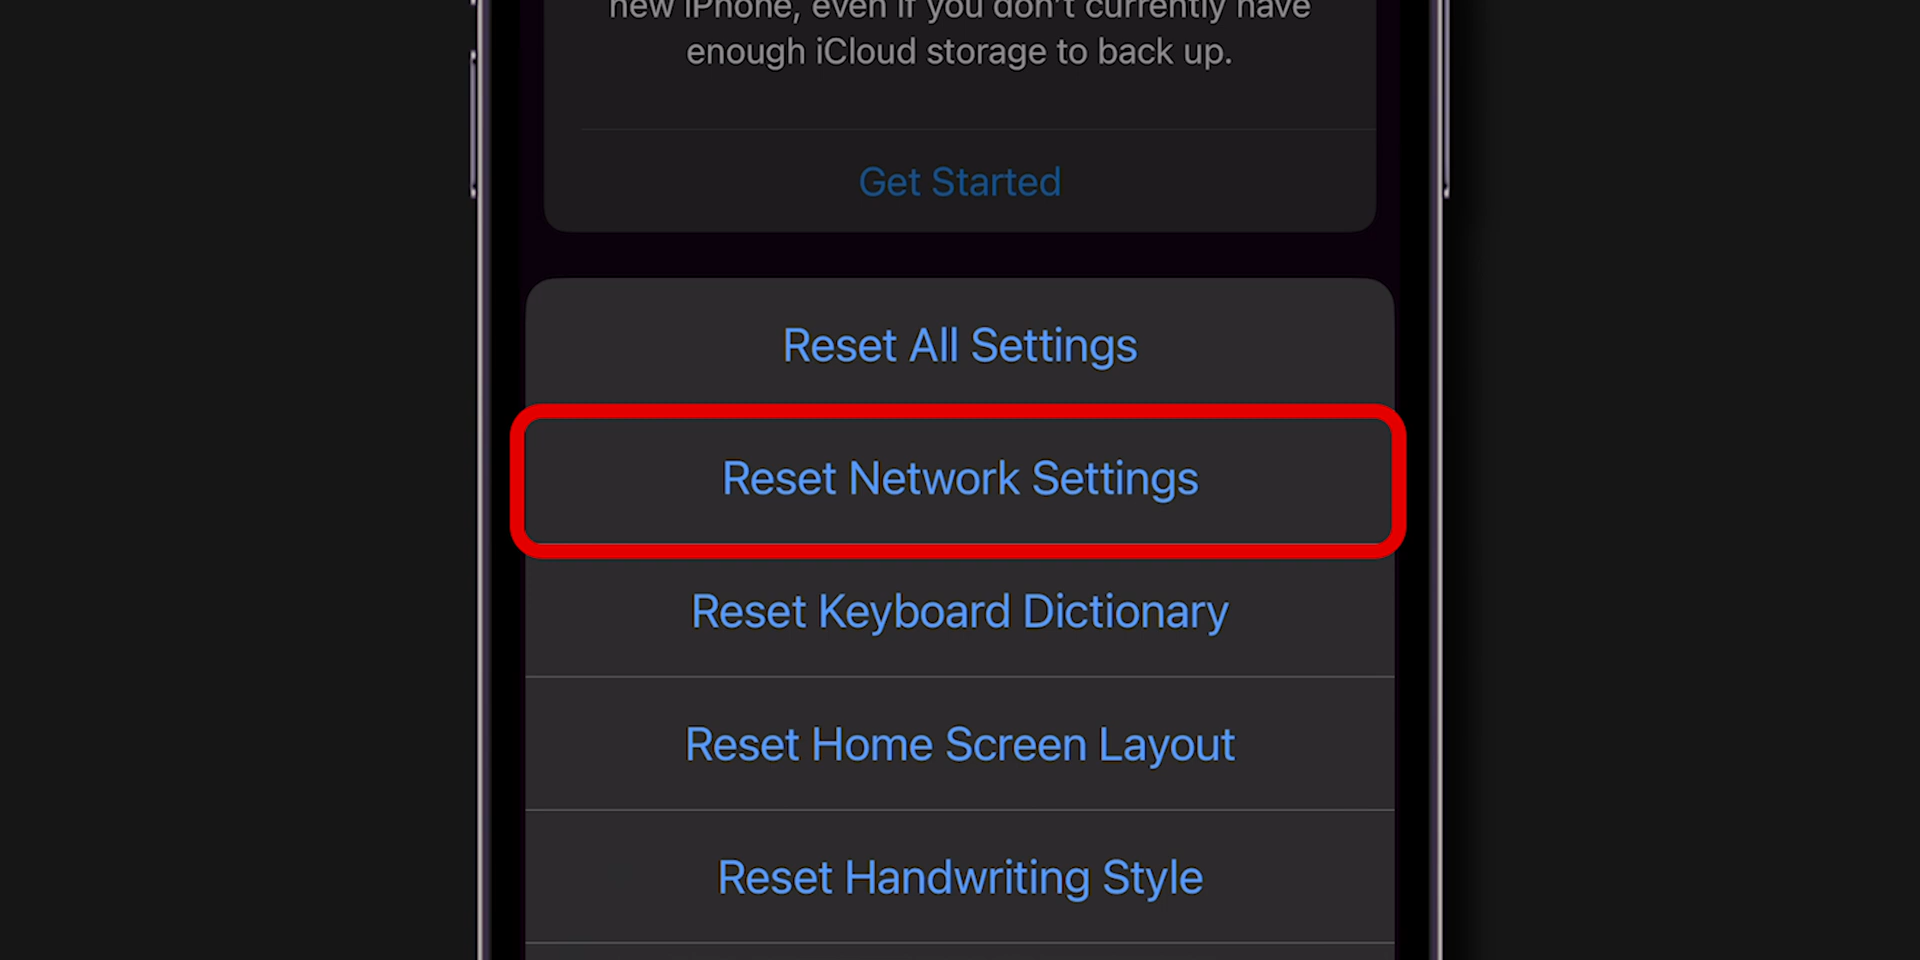 new iPhone, even if you don't currently have
enough iCloud storage to back up.
Get Started
Reset All Settings
Reset Network Settings
Reset Keyboard Dictionary
Reset Home Screen Layout
Reset Handwriting Style